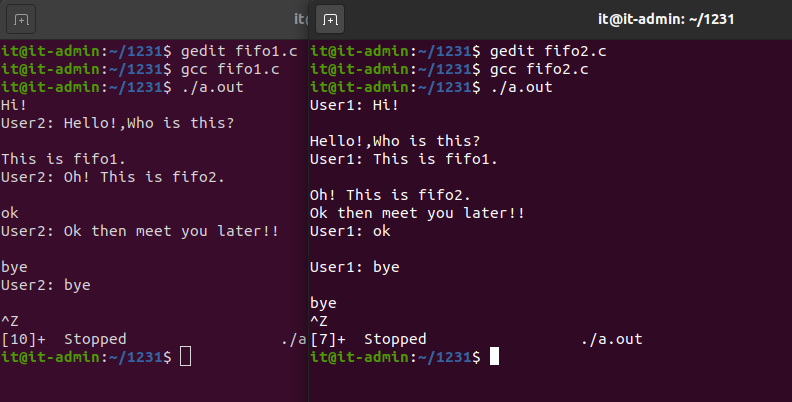 it
it@it-admin:~/1231$ gedit fifo1.c
it@it-admin:~/1231$ gcc fifo1.c
it@it-admin:~/1231$ ./a.out
Hi!
User2: Hello!,Who is this?
This is fifo1.
User2: Oh! This is fifo2.
ok
User2: Ok then meet you later!!
bye
User2: bye
^Z
[10]+  Stopped                 ./a
it@it-admin:~/1231$
it@it-admin: ~/1231
it@it-admin:~/1231$ gedit fifo2.c
it@it-admin:~/1231$ gcc fifo2.c
it@it-admin:~/1231$ ./a.out
User1: Hi!
Hello!,Who is this?
User1: This is fifo1.
Oh! This is fifo2.
Ok then meet you later!!
User1: ok
User1: bye
bye
^Z
[7]+  Stopped                 ./a.out
it@it-admin:~/1231$